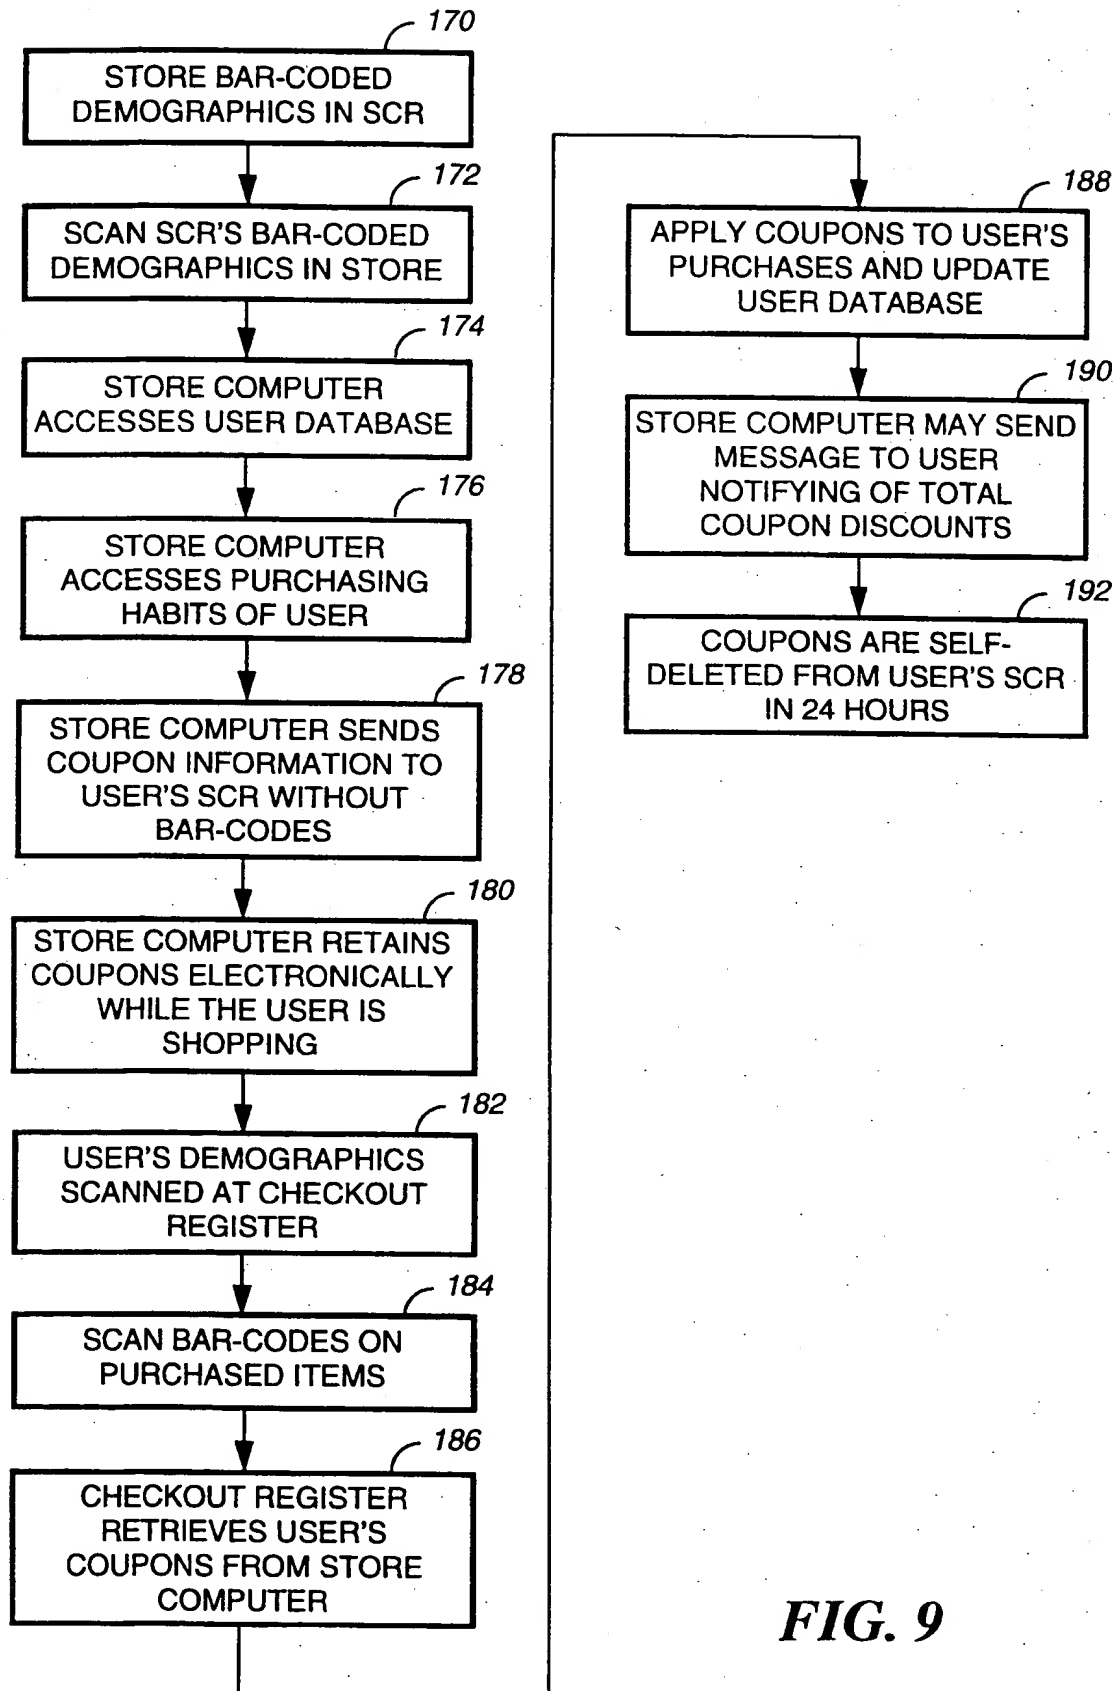 170
STORE BAR-CODED
DEMOGRAPHICS IN SCR
172
SCAN SCR'S BAR-CODED
DEMOGRAPHICS IN STORE
174
STORE COMPUTER
ACCESSES USER DATABASE
176
STORE COMPUTER
ACCESSES PURCHASING
HABITS OF USER
178
STORE COMPUTER SENDS
COUPON INFORMATION TO
USER'S SCR WITHOUT
BAR-CODES
180
STORE COMPUTER RETAINS
COUPONS ELECTRONICALLY
WHILE THE USER IS
SHOPPING
182
USER'S DEMOGRAPHICS
SCANNED AT CHECKOUT
REGISTER
184
SCAN BAR-CODES ON
PURCHASED ITEMS
186
CHECKOUT REGISTER
RETRIEVES USER'S
COUPONS FROM STORE
COMPUTER
188
APPLY COUPONS TO USER'S
PURCHASES AND UPDATE
USER DATABASE
190
STORE COMPUTER MAY SEND
MESSAGE TO USER
NOTIFYING OF TOTAL
COUPON DISCOUNTS
192
COUPONS ARE SELF-
DELETED FROM USER'S SCR
IN 24 HOURS
FIG. 9